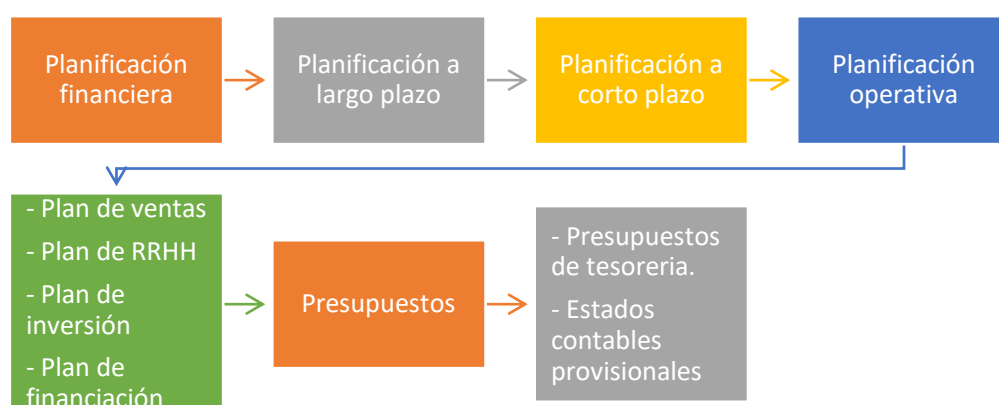 Planificación
financiera
Planificación a
largo plazo
Planificación a
corto plazo
Planificación
operativa
- Plan de ventas
- Plan de RRHH
- Plan de
inversión
- Plan de
financiación
Presupuestos
- Presupuestos
de tesoreria.
- Estados
contables
provisionales